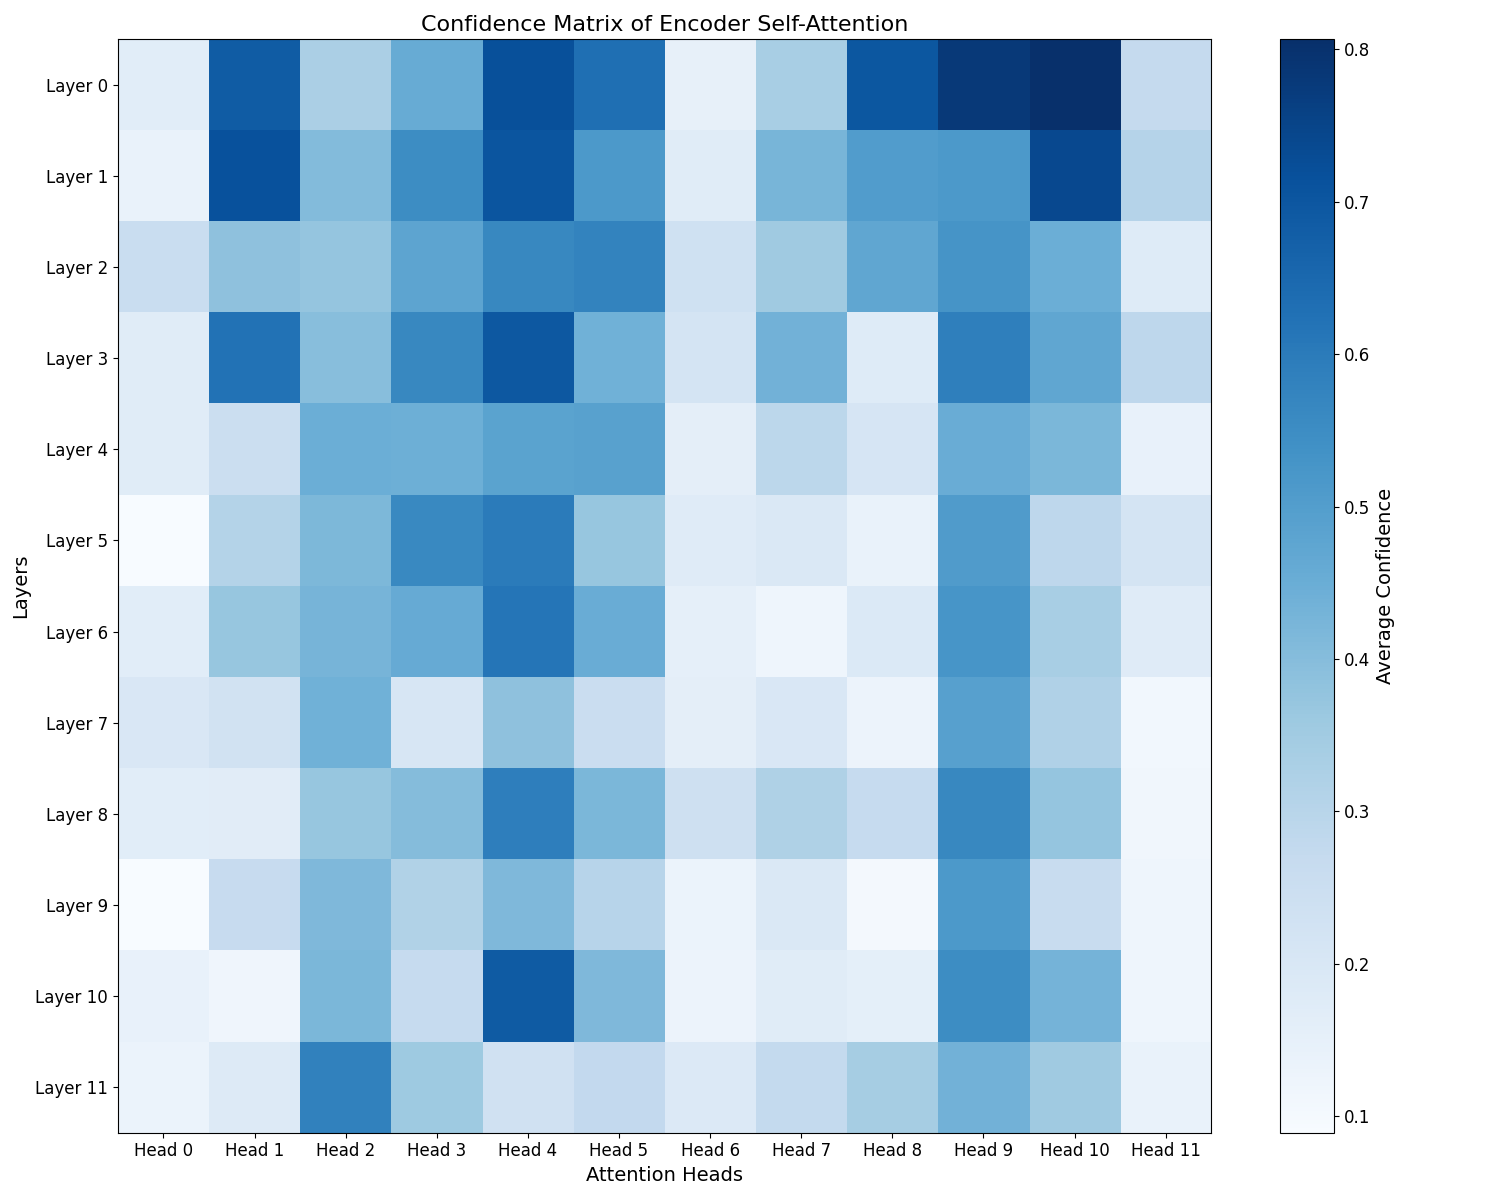 Confidence Matrix of Encoder Self-Attention
Layer 0
Layer 1
Layer 2
Layer 3
Layer 4
Layer 5
Layer 6
Layer 7
Layer 8
Layer 9
Layer 10
Layer 11
Layers
Head 0 Head 1 Head 2 Head 3 Head 4 Head 5 Head 6 Head 7 Head 8 Head 9 Head 10 Head 11
Attention Heads
0.8
0.7
0.6
0.5
0.4
0.3
0.2
0.1
Average Confidence